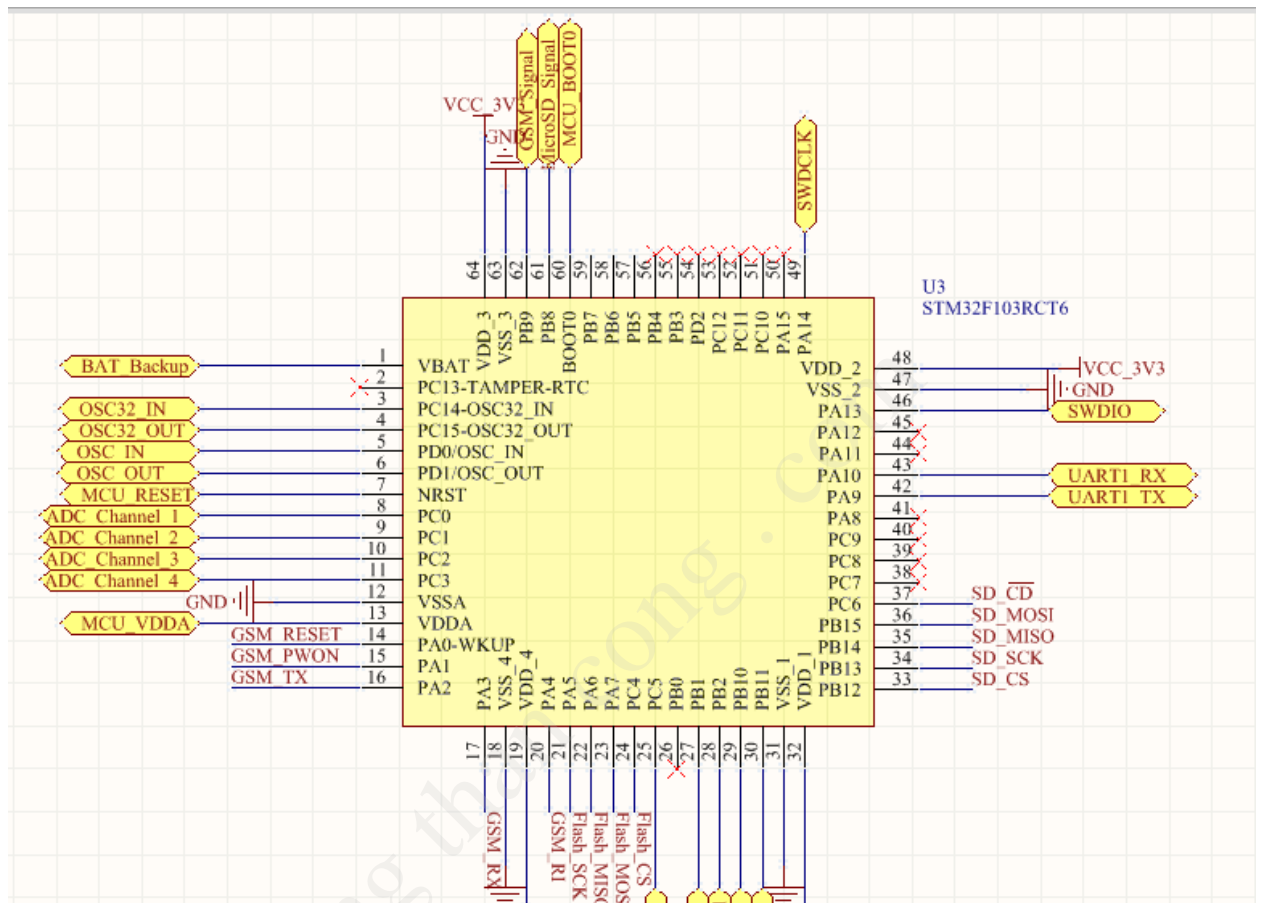 GSM_Signal
MicroSD_Signal
MCU_BOOT0
VCC_3V3
GND
SWDCLK
64 63 62 61 60 59 58 57 56 55 54 53 52 51 50 49
U3
STM32F103RCT6
VDD_3 VSS_3 PB9 PB8 BOOT0 PB7 PB6 PB5 PB4 PB3 PD2 PC12 PC11 PC10 PA15 PA14
BAT_Backup 1 VBAT
2 PC13-TAMPER-RTC
OSC32_IN 3 PC14-OSC32_IN
OSC32_OUT 4 PC15-OSC32_OUT
OSC_IN 5 PD0/OSC_IN
OSC_OUT 6 PD1/OSC_OUT
MCU_RESET 7 NRST
ADC_Channel_1 8 PC0
ADC_Channel_2 9 PC1
ADC_Channel_3 10 PC2
ADC_Channel_4 11 PC3
GND 12 VSSA
MCU_VDDA 13 VDDA
GSM_RESET 14 PA0-WKUP
GSM_PWON 15 PA1
GSM_TX 16 PA2
VDD_2 48 VCC_3V3
VSS_2 47 GND
PA13 46 SWDIO
PA12 45
PA11 44
PA10 43 UART1_RX
PA9 42 UART1_TX
PA8 41
PC9 40
PC8 39
PC7 38
PC6 37 SD_CD
PB15 36 SD_MOSI
PB14 35 SD_MISO
PB13 34 SD_SCK
PB12 33 SD_CS
PA3 VSS_4 VDD_4 PA4 PA5 PA6 PA7 PC4 PC5 PB0 PB1 PB2 PB10 PB11 VSS_1 VDD_1
17 18 19 20 21 22 23 24 25 26 27 28 29 30 31 32
GSM_RX
GSM_RI
Flash_SCK
Flash_MISO
Flash_MOS
Flash_CS